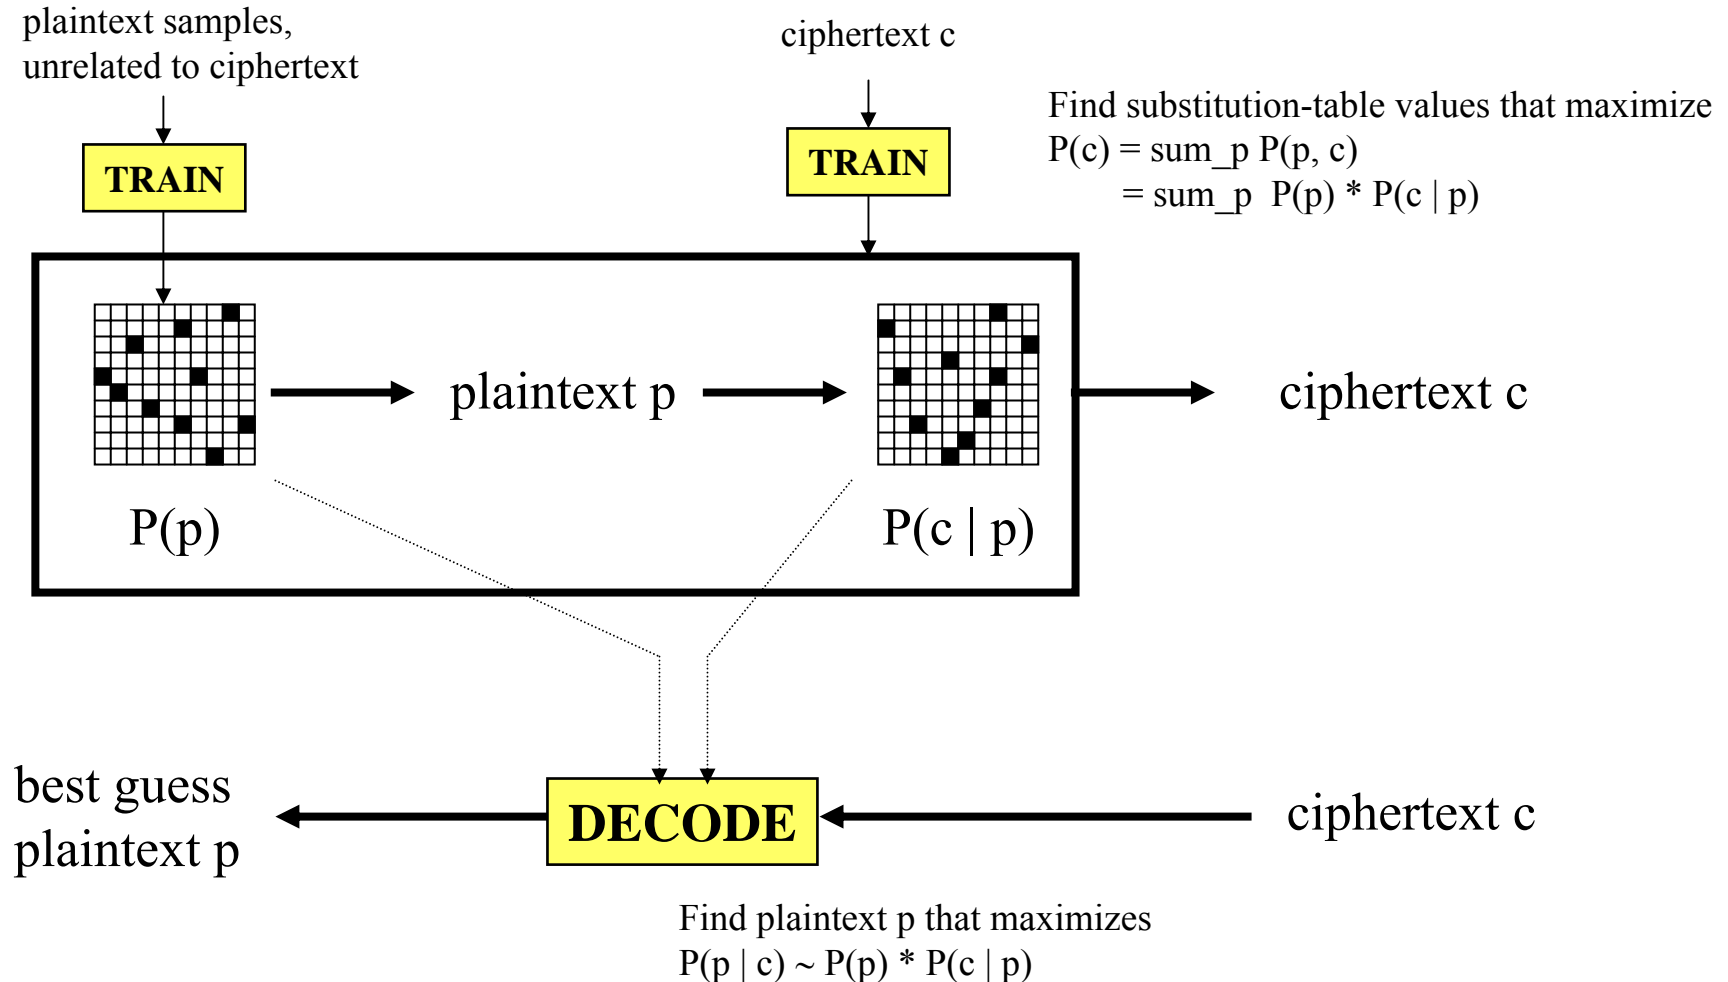 plaintext samples,
unrelated to ciphertext
ciphertext c
Find substitution-table values that maximize
P(c) = sum_p P(p, c)
= sum_p P(p) * P(c | p)
TRAIN
TRAIN
plaintext p
ciphertext c
P(p)
P(c | p)
best guess
plaintext p
DECODE
ciphertext c
Find plaintext p that maximizes
P(p | c) ~ P(p) * P(c | p)